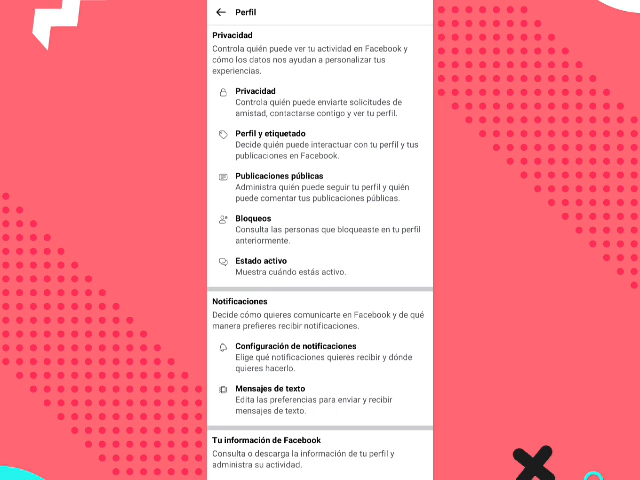 Perfil
Privacidad
Controla quién puede ver tu actividad en Facebook y
cómo los datos nos ayudan a personalizar tus
experiencias.
Privacidad
Controla quién puede enviarte solicitudes de
amistad, contactarse contigo y ver tu perfil.
Perfil y etiquetado
Decide quién puede interactuar con tu perfil y tus
publicaciones en Facebook.
Publicaciones públicas
Administra quién puede seguir tu perfil y quién
puede comentar tus publicaciones públicas.
Bloqueos
Consulta las personas que bloqueaste en tu perfil
anteriormente.
Estado activo
Muestra cuándo estás activo.
Notificaciones
Decide cómo quieres comunicarte en Facebook y de qué
manera prefieres recibir notificaciones.
Configuración de notificaciones
Elige qué notificaciones quieres recibir y dónde
quieres hacerlo.
Mensajes de texto
Edita las preferencias para enviar y recibir
mensajes de texto.
Tu información de Facebook
Consulta o descarga la información de tu perfil y
administra su actividad.